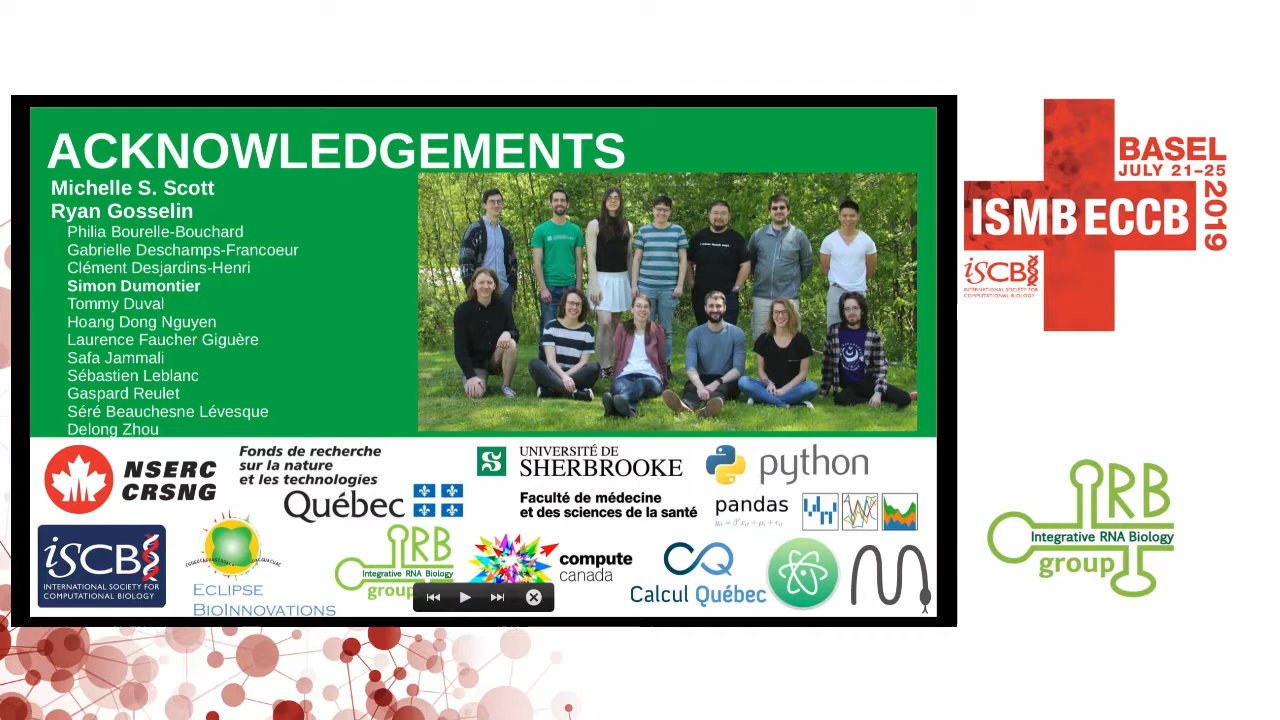 ACKNOWLEDGEMENTS
Michelle S. Scott
Ryan Gosselin
Philia Bourelle-Bouchard
Gabrielle Deschamps-Francoeur
Clément Desjardins-Henri
Simon Dumontier
Tommy Duval
Hoang Dong Nguyen
Laurence Faucher Giguère
Safa Jammali
Sébastien Leblanc
Gaspard Reulet
Séré Beauchesne Lévesque
Delong Zhou
NSERC
CRSNG
Fonds de recherche
sur la nature
et les technologies
Québec
UNIVERSITÉ DE
SHERBROOKE
Faculté de médecine
et des sciences de la santé
python
pandas
iSCB
INTERNATIONAL SOCIETY FOR
COMPUTATIONAL BIOLOGY
ECLIPSE
BIOINNOVATIONS
IRB
Integrative RNA Biology
group
compute
canada
Calcul Québec
BASEL
JULY 21–25
2019
ISMB ECCB
iSCB
INTERNATIONAL SOCIETY FOR
COMPUTATIONAL BIOLOGY
IRB
Integrative RNA Biology
group